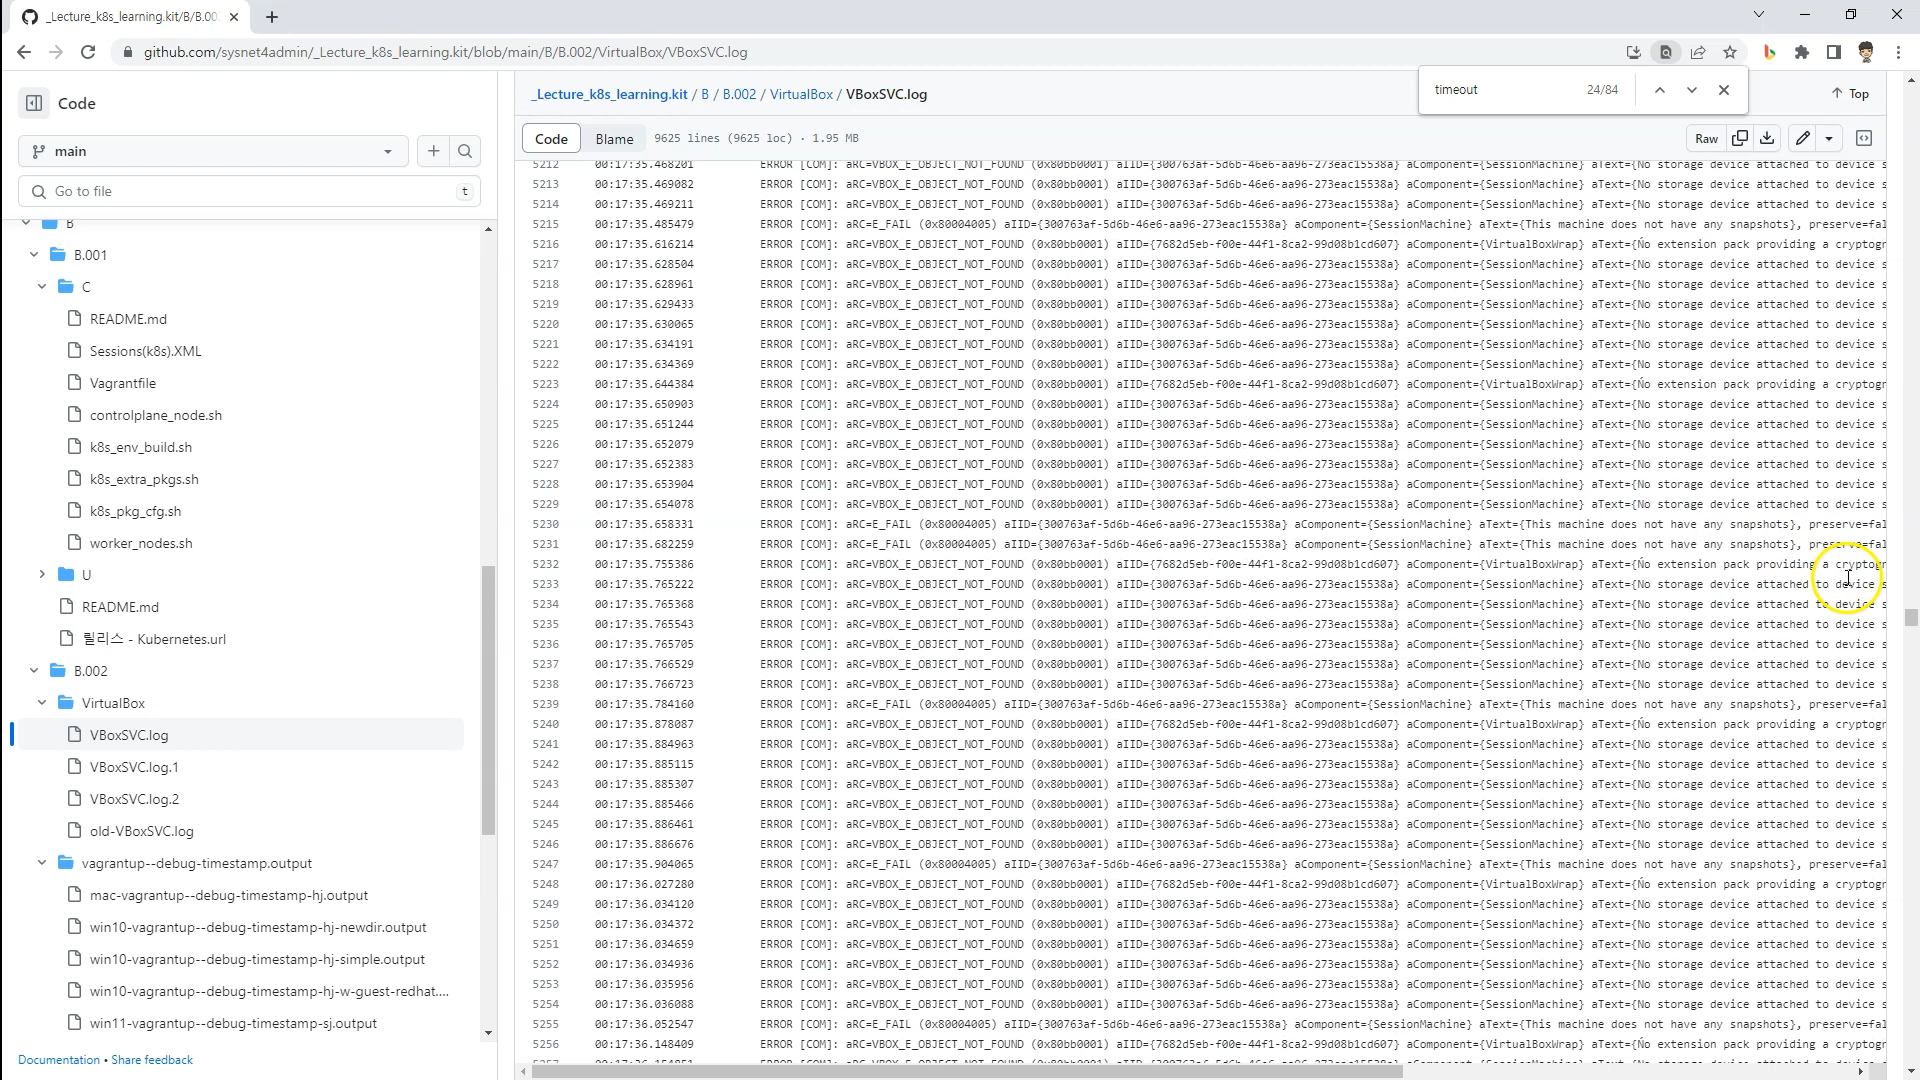 _Lecture_k8s_learning.kit/B/B.00
github.com/sysnet4admin/_Lecture_k8s_learning.kit/blob/main/B/B.002/VirtualBox/VBoxSVC.log
timeout 24/84
Code
main
Go to file t
B
B.001
C
README.md
Sessions(k8s).XML
Vagrantfile
controlplane_node.sh
k8s_env_build.sh
k8s_extra_pkgs.sh
k8s_pkg_cfg.sh
worker_nodes.sh
U
README.md
릴리스 - Kubernetes.url
B.002
VirtualBox
VBoxSVC.log
VBoxSVC.log.1
VBoxSVC.log.2
old-VBoxSVC.log
vagrantup--debug-timestamp.output
mac-vagrantup--debug-timestamp-hj.output
win10-vagrantup--debug-timestamp-hj-newdir.output
win10-vagrantup--debug-timestamp-hj-simple.output
win10-vagrantup--debug-timestamp-hj-w-guest-redhat....
win11-vagrantup--debug-timestamp-sj.output
Documentation • Share feedback
_Lecture_k8s_learning.kit / B / B.002 / VirtualBox / VBoxSVC.log
Top
Code Blame 9625 lines (9625 loc) · 1.95 MB Raw
5212 00:17:35.468201 ERROR [COM]: aRC=VBOX_E_OBJECT_NOT_FOUND (0x80bb0001) aIID={300763af-5d6b-46e6-aa96-273eac15538a} aComponent={SessionMachine} aText={No storage device attached to device s
5213 00:17:35.469082 ERROR [COM]: aRC=VBOX_E_OBJECT_NOT_FOUND (0x80bb0001) aIID={300763af-5d6b-46e6-aa96-273eac15538a} aComponent={SessionMachine} aText={No storage device attached to device s
5214 00:17:35.469211 ERROR [COM]: aRC=VBOX_E_OBJECT_NOT_FOUND (0x80bb0001) aIID={300763af-5d6b-46e6-aa96-273eac15538a} aComponent={SessionMachine} aText={No storage device attached to device s
5215 00:17:35.485479 ERROR [COM]: aRC=E_FAIL (0x80004005) aIID={300763af-5d6b-46e6-aa96-273eac15538a} aComponent={SessionMachine} aText={This machine does not have any snapshots}, preserve=fal
5216 00:17:35.616214 ERROR [COM]: aRC=VBOX_E_OBJECT_NOT_FOUND (0x80bb0001) aIID={7682d5eb-f00e-44f1-8ca2-99d08b1cd607} aComponent={VirtualBoxWrap} aText={No extension pack providing a cryptogr
5217 00:17:35.628504 ERROR [COM]: aRC=VBOX_E_OBJECT_NOT_FOUND (0x80bb0001) aIID={300763af-5d6b-46e6-aa96-273eac15538a} aComponent={SessionMachine} aText={No storage device attached to device s
5218 00:17:35.628961 ERROR [COM]: aRC=VBOX_E_OBJECT_NOT_FOUND (0x80bb0001) aIID={300763af-5d6b-46e6-aa96-273eac15538a} aComponent={SessionMachine} aText={No storage device attached to device s
5219 00:17:35.629433 ERROR [COM]: aRC=VBOX_E_OBJECT_NOT_FOUND (0x80bb0001) aIID={300763af-5d6b-46e6-aa96-273eac15538a} aComponent={SessionMachine} aText={No storage device attached to device s
5220 00:17:35.630065 ERROR [COM]: aRC=VBOX_E_OBJECT_NOT_FOUND (0x80bb0001) aIID={300763af-5d6b-46e6-aa96-273eac15538a} aComponent={SessionMachine} aText={No storage device attached to device s
5221 00:17:35.634191 ERROR [COM]: aRC=VBOX_E_OBJECT_NOT_FOUND (0x80bb0001) aIID={300763af-5d6b-46e6-aa96-273eac15538a} aComponent={SessionMachine} aText={No storage device attached to device s
5222 00:17:35.634369 ERROR [COM]: aRC=VBOX_E_OBJECT_NOT_FOUND (0x80bb0001) aIID={300763af-5d6b-46e6-aa96-273eac15538a} aComponent={SessionMachine} aText={No storage device attached to device s
5223 00:17:35.644384 ERROR [COM]: aRC=VBOX_E_OBJECT_NOT_FOUND (0x80bb0001) aIID={7682d5eb-f00e-44f1-8ca2-99d08b1cd607} aComponent={VirtualBoxWrap} aText={No extension pack providing a cryptogr
5224 00:17:35.650903 ERROR [COM]: aRC=VBOX_E_OBJECT_NOT_FOUND (0x80bb0001) aIID={300763af-5d6b-46e6-aa96-273eac15538a} aComponent={SessionMachine} aText={No storage device attached to device s
5225 00:17:35.651244 ERROR [COM]: aRC=VBOX_E_OBJECT_NOT_FOUND (0x80bb0001) aIID={300763af-5d6b-46e6-aa96-273eac15538a} aComponent={SessionMachine} aText={No storage device attached to device s
5226 00:17:35.652079 ERROR [COM]: aRC=VBOX_E_OBJECT_NOT_FOUND (0x80bb0001) aIID={300763af-5d6b-46e6-aa96-273eac15538a} aComponent={SessionMachine} aText={No storage device attached to device s
5227 00:17:35.652383 ERROR [COM]: aRC=VBOX_E_OBJECT_NOT_FOUND (0x80bb0001) aIID={300763af-5d6b-46e6-aa96-273eac15538a} aComponent={SessionMachine} aText={No storage device attached to device s
5228 00:17:35.653904 ERROR [COM]: aRC=VBOX_E_OBJECT_NOT_FOUND (0x80bb0001) aIID={300763af-5d6b-46e6-aa96-273eac15538a} aComponent={SessionMachine} aText={No storage device attached to device s
5229 00:17:35.654078 ERROR [COM]: aRC=VBOX_E_OBJECT_NOT_FOUND (0x80bb0001) aIID={300763af-5d6b-46e6-aa96-273eac15538a} aComponent={SessionMachine} aText={No storage device attached to device s
5230 00:17:35.658331 ERROR [COM]: aRC=E_FAIL (0x80004005) aIID={300763af-5d6b-46e6-aa96-273eac15538a} aComponent={SessionMachine} aText={This machine does not have any snapshots}, preserve=fal
5231 00:17:35.682259 ERROR [COM]: aRC=E_FAIL (0x80004005) aIID={300763af-5d6b-46e6-aa96-273eac15538a} aComponent={SessionMachine} aText={This machine does not have any snapshots}, preserve=fal
5232 00:17:35.755386 ERROR [COM]: aRC=VBOX_E_OBJECT_NOT_FOUND (0x80bb0001) aIID={7682d5eb-f00e-44f1-8ca2-99d08b1cd607} aComponent={VirtualBoxWrap} aText={No extension pack providing a cryptogr
5233 00:17:35.765222 ERROR [COM]: aRC=VBOX_E_OBJECT_NOT_FOUND (0x80bb0001) aIID={300763af-5d6b-46e6-aa96-273eac15538a} aComponent={SessionMachine} aText={No storage device attached to device s
5234 00:17:35.765368 ERROR [COM]: aRC=VBOX_E_OBJECT_NOT_FOUND (0x80bb0001) aIID={300763af-5d6b-46e6-aa96-273eac15538a} aComponent={SessionMachine} aText={No storage device attached to device s
5235 00:17:35.765543 ERROR [COM]: aRC=VBOX_E_OBJECT_NOT_FOUND (0x80bb0001) aIID={300763af-5d6b-46e6-aa96-273eac15538a} aComponent={SessionMachine} aText={No storage device attached to device s
5236 00:17:35.765705 ERROR [COM]: aRC=VBOX_E_OBJECT_NOT_FOUND (0x80bb0001) aIID={300763af-5d6b-46e6-aa96-273eac15538a} aComponent={SessionMachine} aText={No storage device attached to device s
5237 00:17:35.766529 ERROR [COM]: aRC=VBOX_E_OBJECT_NOT_FOUND (0x80bb0001) aIID={300763af-5d6b-46e6-aa96-273eac15538a} aComponent={SessionMachine} aText={No storage device attached to device s
5238 00:17:35.766723 ERROR [COM]: aRC=VBOX_E_OBJECT_NOT_FOUND (0x80bb0001) aIID={300763af-5d6b-46e6-aa96-273eac15538a} aComponent={SessionMachine} aText={No storage device attached to device s
5239 00:17:35.784160 ERROR [COM]: aRC=E_FAIL (0x80004005) aIID={300763af-5d6b-46e6-aa96-273eac15538a} aComponent={SessionMachine} aText={This machine does not have any snapshots}, preserve=fal
5240 00:17:35.878087 ERROR [COM]: aRC=VBOX_E_OBJECT_NOT_FOUND (0x80bb0001) aIID={7682d5eb-f00e-44f1-8ca2-99d08b1cd607} aComponent={VirtualBoxWrap} aText={No extension pack providing a cryptogr
5241 00:17:35.884963 ERROR [COM]: aRC=VBOX_E_OBJECT_NOT_FOUND (0x80bb0001) aIID={300763af-5d6b-46e6-aa96-273eac15538a} aComponent={SessionMachine} aText={No storage device attached to device s
5242 00:17:35.885115 ERROR [COM]: aRC=VBOX_E_OBJECT_NOT_FOUND (0x80bb0001) aIID={300763af-5d6b-46e6-aa96-273eac15538a} aComponent={SessionMachine} aText={No storage device attached to device s
5243 00:17:35.885307 ERROR [COM]: aRC=VBOX_E_OBJECT_NOT_FOUND (0x80bb0001) aIID={300763af-5d6b-46e6-aa96-273eac15538a} aComponent={SessionMachine} aText={No storage device attached to device s
5244 00:17:35.885466 ERROR [COM]: aRC=VBOX_E_OBJECT_NOT_FOUND (0x80bb0001) aIID={300763af-5d6b-46e6-aa96-273eac15538a} aComponent={SessionMachine} aText={No storage device attached to device s
5245 00:17:35.886461 ERROR [COM]: aRC=VBOX_E_OBJECT_NOT_FOUND (0x80bb0001) aIID={300763af-5d6b-46e6-aa96-273eac15538a} aComponent={SessionMachine} aText={No storage device attached to device s
5246 00:17:35.886676 ERROR [COM]: aRC=VBOX_E_OBJECT_NOT_FOUND (0x80bb0001) aIID={300763af-5d6b-46e6-aa96-273eac15538a} aComponent={SessionMachine} aText={No storage device attached to device s
5247 00:17:35.904065 ERROR [COM]: aRC=E_FAIL (0x80004005) aIID={300763af-5d6b-46e6-aa96-273eac15538a} aComponent={SessionMachine} aText={This machine does not have any snapshots}, preserve=fal
5248 00:17:36.027280 ERROR [COM]: aRC=VBOX_E_OBJECT_NOT_FOUND (0x80bb0001) aIID={7682d5eb-f00e-44f1-8ca2-99d08b1cd607} aComponent={VirtualBoxWrap} aText={No extension pack providing a cryptogr
5249 00:17:36.034120 ERROR [COM]: aRC=VBOX_E_OBJECT_NOT_FOUND (0x80bb0001) aIID={300763af-5d6b-46e6-aa96-273eac15538a} aComponent={SessionMachine} aText={No storage device attached to device s
5250 00:17:36.034372 ERROR [COM]: aRC=VBOX_E_OBJECT_NOT_FOUND (0x80bb0001) aIID={300763af-5d6b-46e6-aa96-273eac15538a} aComponent={SessionMachine} aText={No storage device attached to device s
5251 00:17:36.034659 ERROR [COM]: aRC=VBOX_E_OBJECT_NOT_FOUND (0x80bb0001) aIID={300763af-5d6b-46e6-aa96-273eac15538a} aComponent={SessionMachine} aText={No storage device attached to device s
5252 00:17:36.034936 ERROR [COM]: aRC=VBOX_E_OBJECT_NOT_FOUND (0x80bb0001) aIID={300763af-5d6b-46e6-aa96-273eac15538a} aComponent={SessionMachine} aText={No storage device attached to device s
5253 00:17:36.035956 ERROR [COM]: aRC=VBOX_E_OBJECT_NOT_FOUND (0x80bb0001) aIID={300763af-5d6b-46e6-aa96-273eac15538a} aComponent={SessionMachine} aText={No storage device attached to device s
5254 00:17:36.036088 ERROR [COM]: aRC=VBOX_E_OBJECT_NOT_FOUND (0x80bb0001) aIID={300763af-5d6b-46e6-aa96-273eac15538a} aComponent={SessionMachine} aText={No storage device attached to device s
5255 00:17:36.052547 ERROR [COM]: aRC=E_FAIL (0x80004005) aIID={300763af-5d6b-46e6-aa96-273eac15538a} aComponent={SessionMachine} aText={This machine does not have any snapshots}, preserve=fal
5256 00:17:36.148409 ERROR [COM]: aRC=VBOX_E_OBJECT_NOT_FOUND (0x80bb0001) aIID={7682d5eb-f00e-44f1-8ca2-99d08b1cd607} aComponent={VirtualBoxWrap} aText={No extension pack providing a cryptogr